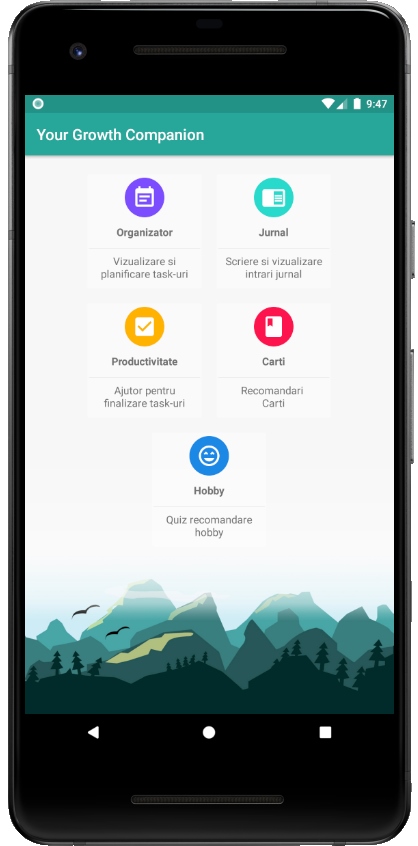 9:47
Your Growth Companion
Organizator
Vizualizare si
planificare task-uri
Jurnal
Scriere si vizualizare
intrari jurnal
Productivitate
Ajutor pentru
finalizare task-uri
Carti
Recomandari
Carti
Hobby
Quiz recomandare
hobby